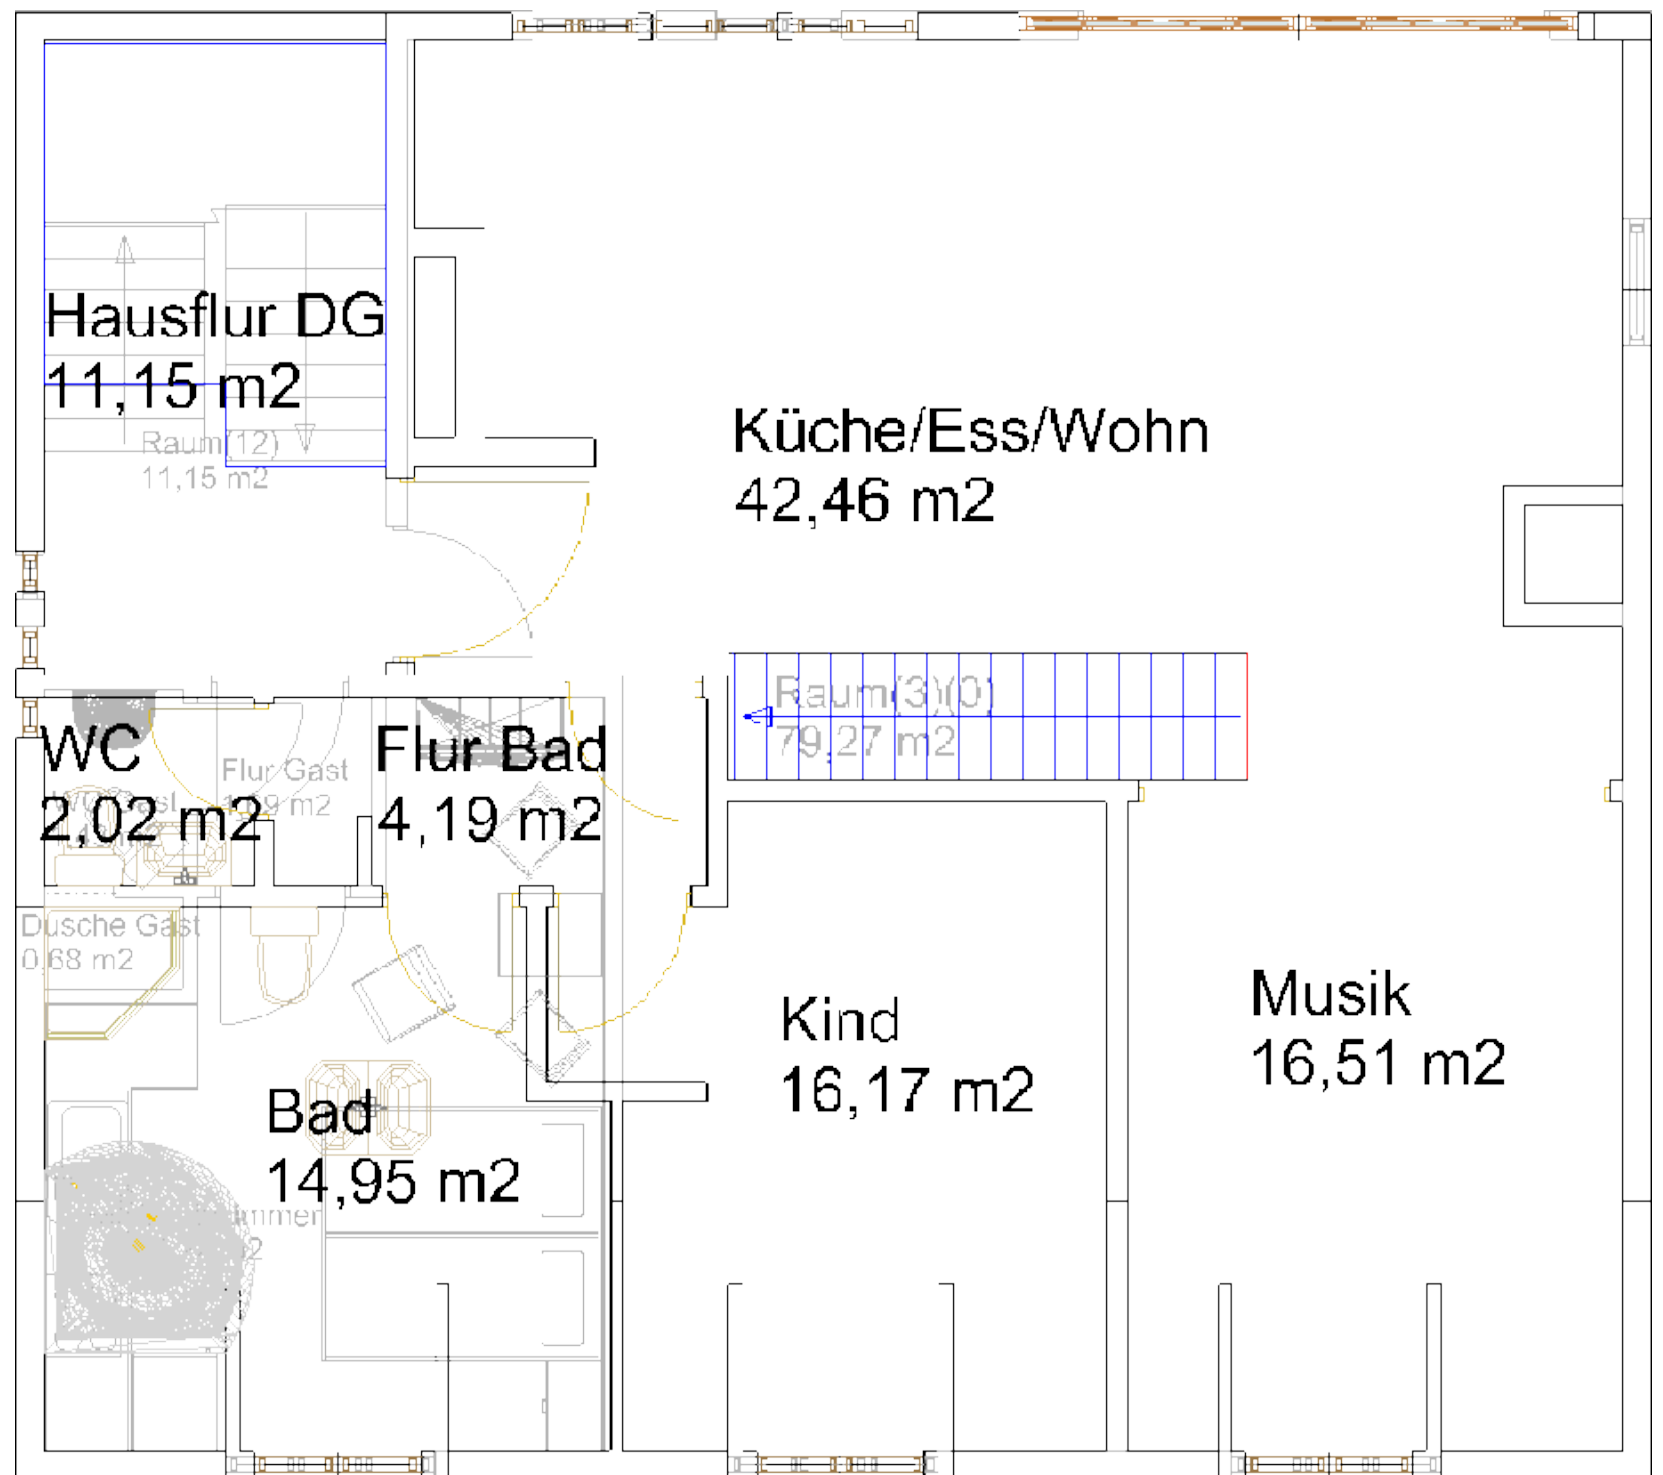 Hausflur DG
11,15 m2
Raum(12)
11,15 m2
Küche/Ess/Wohn
42,46 m2
Raum(3)(0)
79,27 m2
WC
2,02 m2
Flur Gast
Flur Bad
4,19 m2
Dusche Gast
0,68 m2
Kind
16,17 m2
Musik
16,51 m2
Bad
14,95 m2